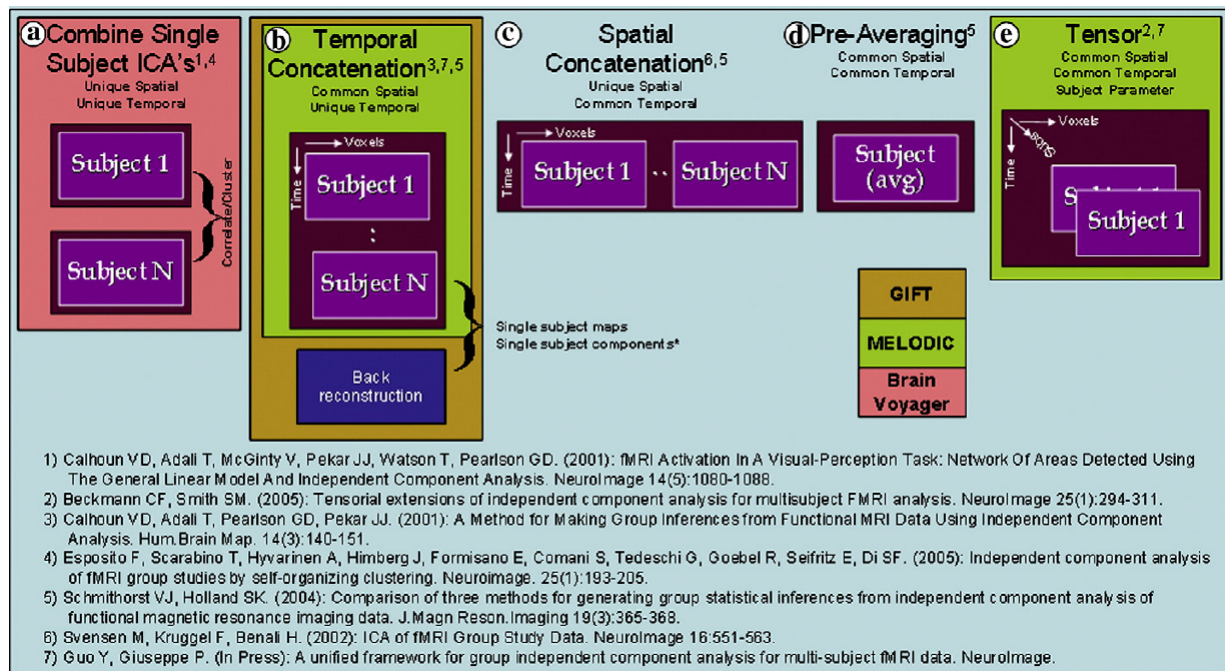 a Combine Single
Subject ICA's1,4
Unique Spatial
Unique Temporal
Subject 1
Subject N
Correlate/Cluster
b Temporal
Concatenation3,7,5
Common Spatial
Unique Temporal
Voxels
Time
Subject 1
:
Subject N
Back
reconstruction
Single subject maps
Single subject components*
c Spatial
Concatenation6,5
Unique Spatial
Common Temporal
Voxels
Time
Subject 1 .. Subject N
d Pre-Averaging5
Common Spatial
Common Temporal
Subject
(avg)
e Tensor2,7
Common Spatial
Common Temporal
Subject Parameter
Voxels
Subs
Time
Subject 1
GIFT
MELODIC
Brain
Voyager
1) Calhoun VD, Adali T, McGinty V, Pekar JJ, Watson T, Pearlson GD. (2001): fMRI Activation In A Visual-Perception Task: Network Of Areas Detected Using
The General Linear Model And Independent Component Analysis. NeuroImage 14(5):1080-1088.
2) Beckmann CF, Smith SM. (2005): Tensorial extensions of independent component analysis for multisubject FMRI analysis. NeuroImage 25(1):294-311.
3) Calhoun VD, Adali T, Pearlson GD, Pekar JJ. (2001): A Method for Making Group Inferences from Functional MRI Data Using Independent Component
Analysis. Hum.Brain Map. 14(3):140-151.
4) Esposito F, Scarabino T, Hyvarinen A, Himberg J, Formisano E, Comani S, Tedeschi G, Goebel R, Seifritz E, Di SF. (2005): Independent component analysis
of fMRI group studies by self-organizing clustering. Neuroimage. 25(1):193-205.
5) Schmithorst VJ, Holland SK. (2004): Comparison of three methods for generating group statistical inferences from independent component analysis of
functional magnetic resonance imaging data. J.Magn Reson.Imaging 19(3):365-368.
6) Svensen M, Kruggel F, Benali H. (2002): ICA of fMRI Group Study Data. NeuroImage 16:551-563.
7) Guo Y, Giuseppe P. (In Press): A unified framework for group independent component analysis for multi-subject fMRI data. NeuroImage.